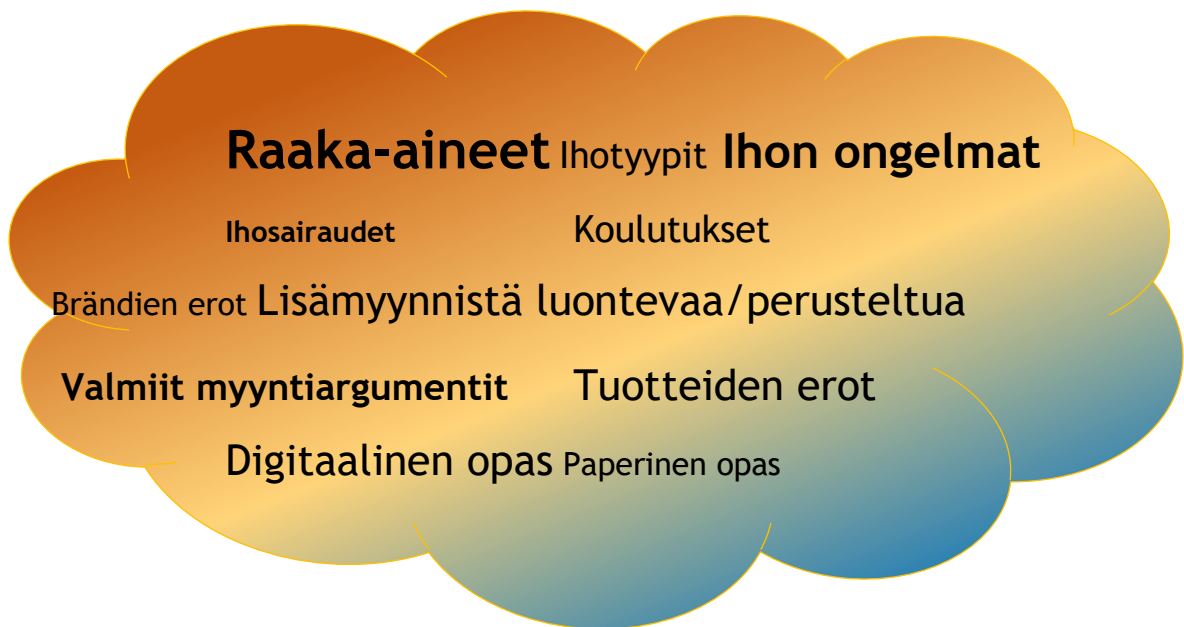 Raaka-aineet Ihotyypit Ihon ongelmat
Ihosairaudet Koulutukset
Brändien erot Lisämyynnistä luontevaa/perusteltua
Valmiit myyntiargumentit Tuotteiden erot
Digitaalinen opas Paperinen opas